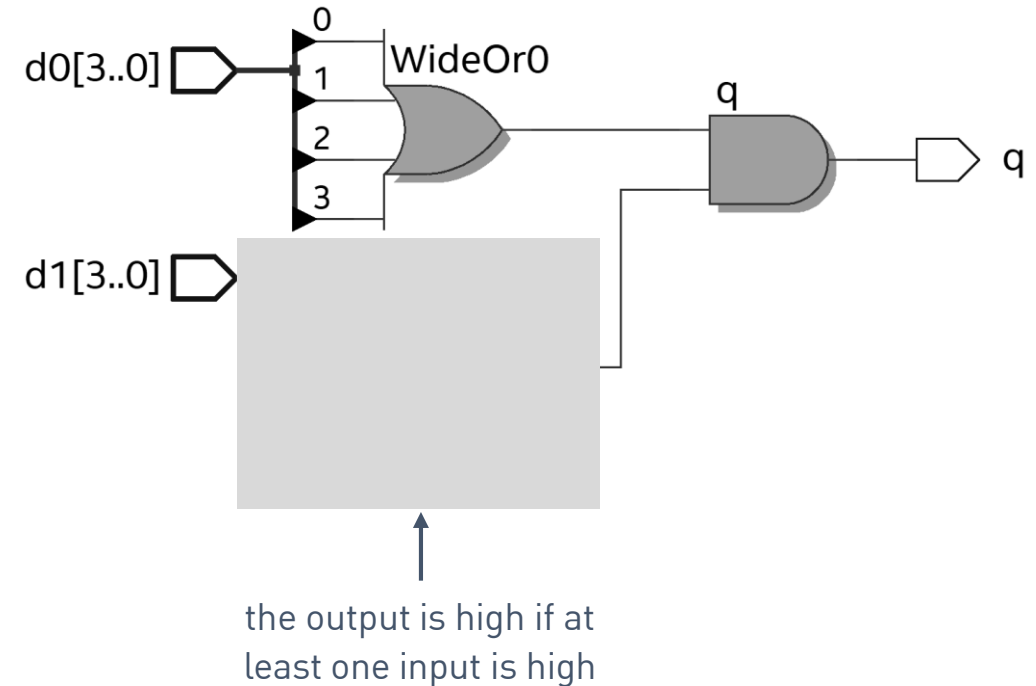 0
d0[3..0]
WideOr0
1
q
2
q
3
d1[3..0]
the output is high if at
least one input is high